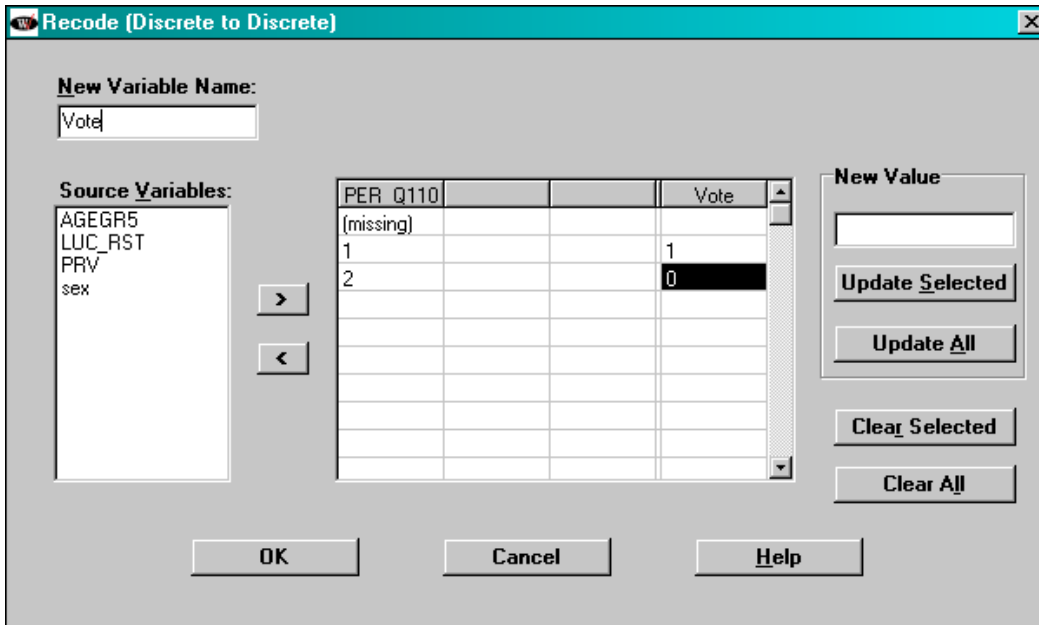 Recode (Discrete to Discrete)
New Variable Name:
Vote
Source Variables:
AGEGR5
LUC_RST
PRV
sex
>
<
PER_Q110 Vote
(missing)
1 1
2 0
New Value
Update Selected
Update All
Clear Selected
Clear All
OK Cancel Help